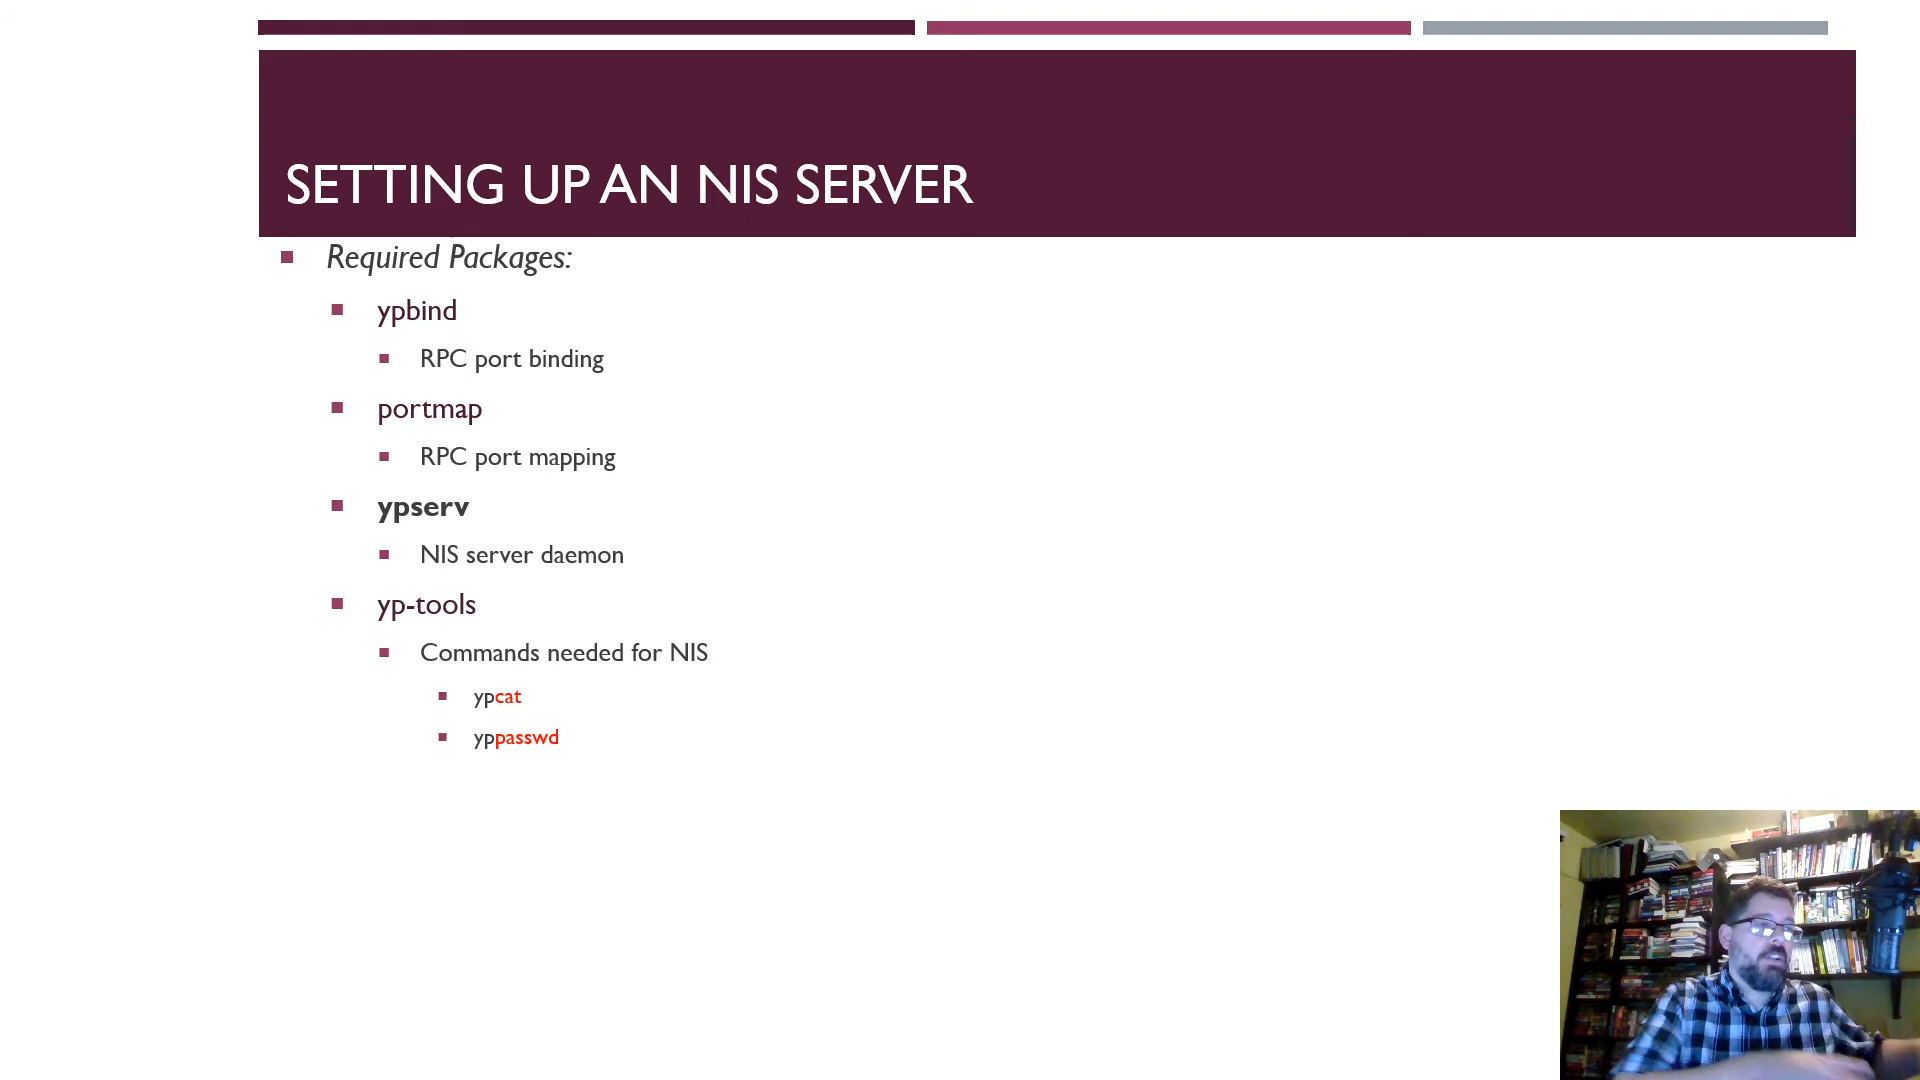 SETTING UP AN NIS SERVER
Required Packages:
ypbind
RPC port binding
portmap
RPC port mapping
ypserv
NIS server daemon
yp-tools
Commands needed for NIS
ypcat
yppasswd